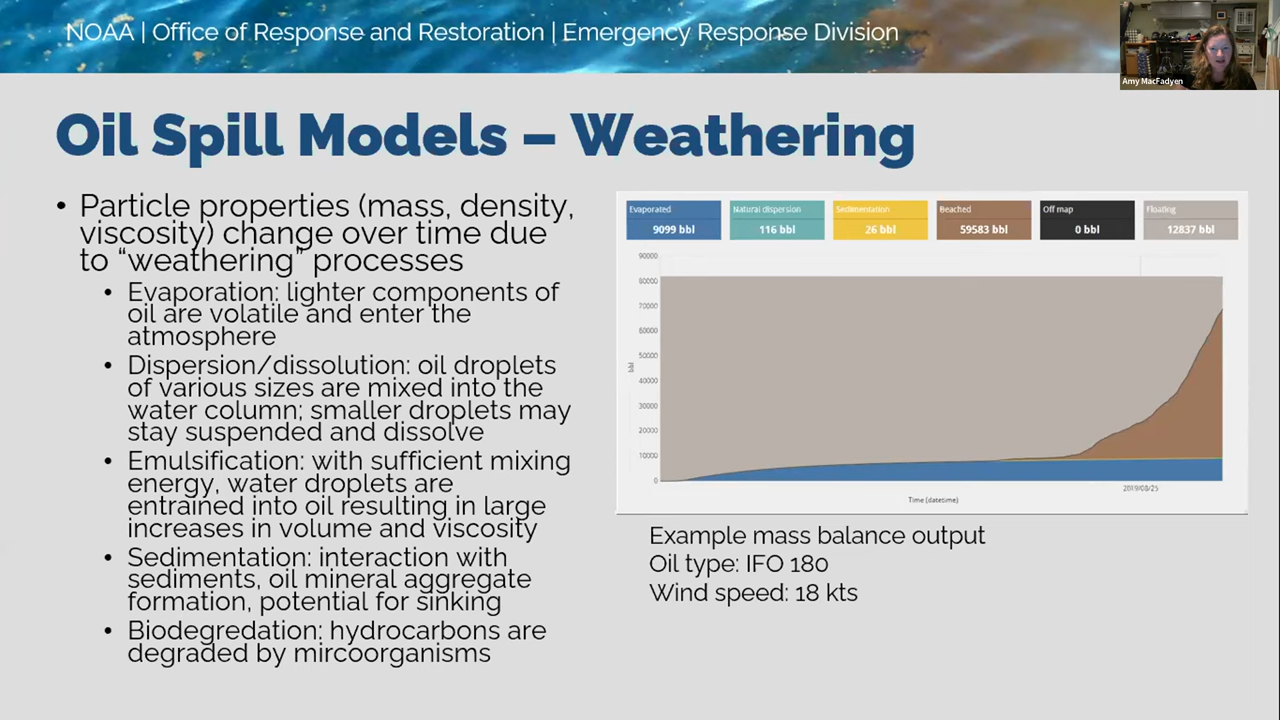 NOAA | Office of Response and Restoration | Emergency Response Division
Amy MacFadyen
Oil Spill Models – Weathering
• Particle properties (mass, density,
viscosity) change over time due
to “weathering” processes
• Evaporation: lighter components of
oil are volatile and enter the
atmosphere
• Dispersion/dissolution: oil droplets
of various sizes are mixed into the
water column; smaller droplets may
stay suspended and dissolve
• Emulsification: with sufficient mixing
energy, water droplets are
entrained into oil resulting in large
increases in volume and viscosity
• Sedimentation: interaction with
sediments, oil mineral aggregate
formation, potential for sinking
• Biodegredation: hydrocarbons are
degraded by mircoorganisms
Evaporated
9099 bbl
Natural dispersion
116 bbl
Sedimentation
26 bbl
Beached
59583 bbl
Off map
0 bbl
Floating
12837 bbl
90000
80000
70000
60000
50000
40000
30000
20000
10000
0
bbl
2019/08/25
Time (datetime)
Example mass balance output
Oil type: IFO 180
Wind speed: 18 kts